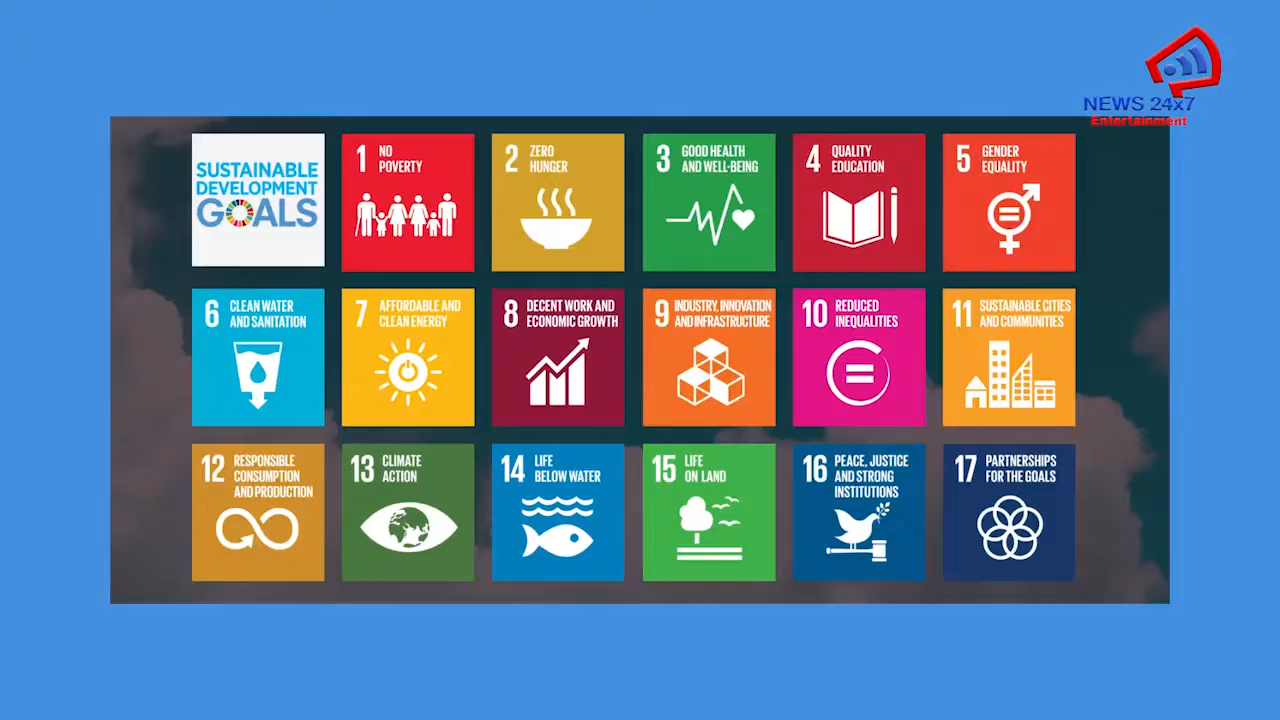 NEWS 24x7
Entertainment
SUSTAINABLE
DEVELOPMENT
GOALS
1 NO
POVERTY
2 ZERO
HUNGER
3 GOOD HEALTH
AND WELL-BEING
4 QUALITY
EDUCATION
5 GENDER
EQUALITY
6 CLEAN WATER
AND SANITATION
7 AFFORDABLE AND
CLEAN ENERGY
8 DECENT WORK AND
ECONOMIC GROWTH
9 INDUSTRY, INNOVATION
AND INFRASTRUCTURE
10 REDUCED
INEQUALITIES
11 SUSTAINABLE CITIES
AND COMMUNITIES
12 RESPONSIBLE
CONSUMPTION
AND PRODUCTION
13 CLIMATE
ACTION
14 LIFE
BELOW WATER
15 LIFE
ON LAND
16 PEACE, JUSTICE
AND STRONG
INSTITUTIONS
17 PARTNERSHIPS
FOR THE GOALS